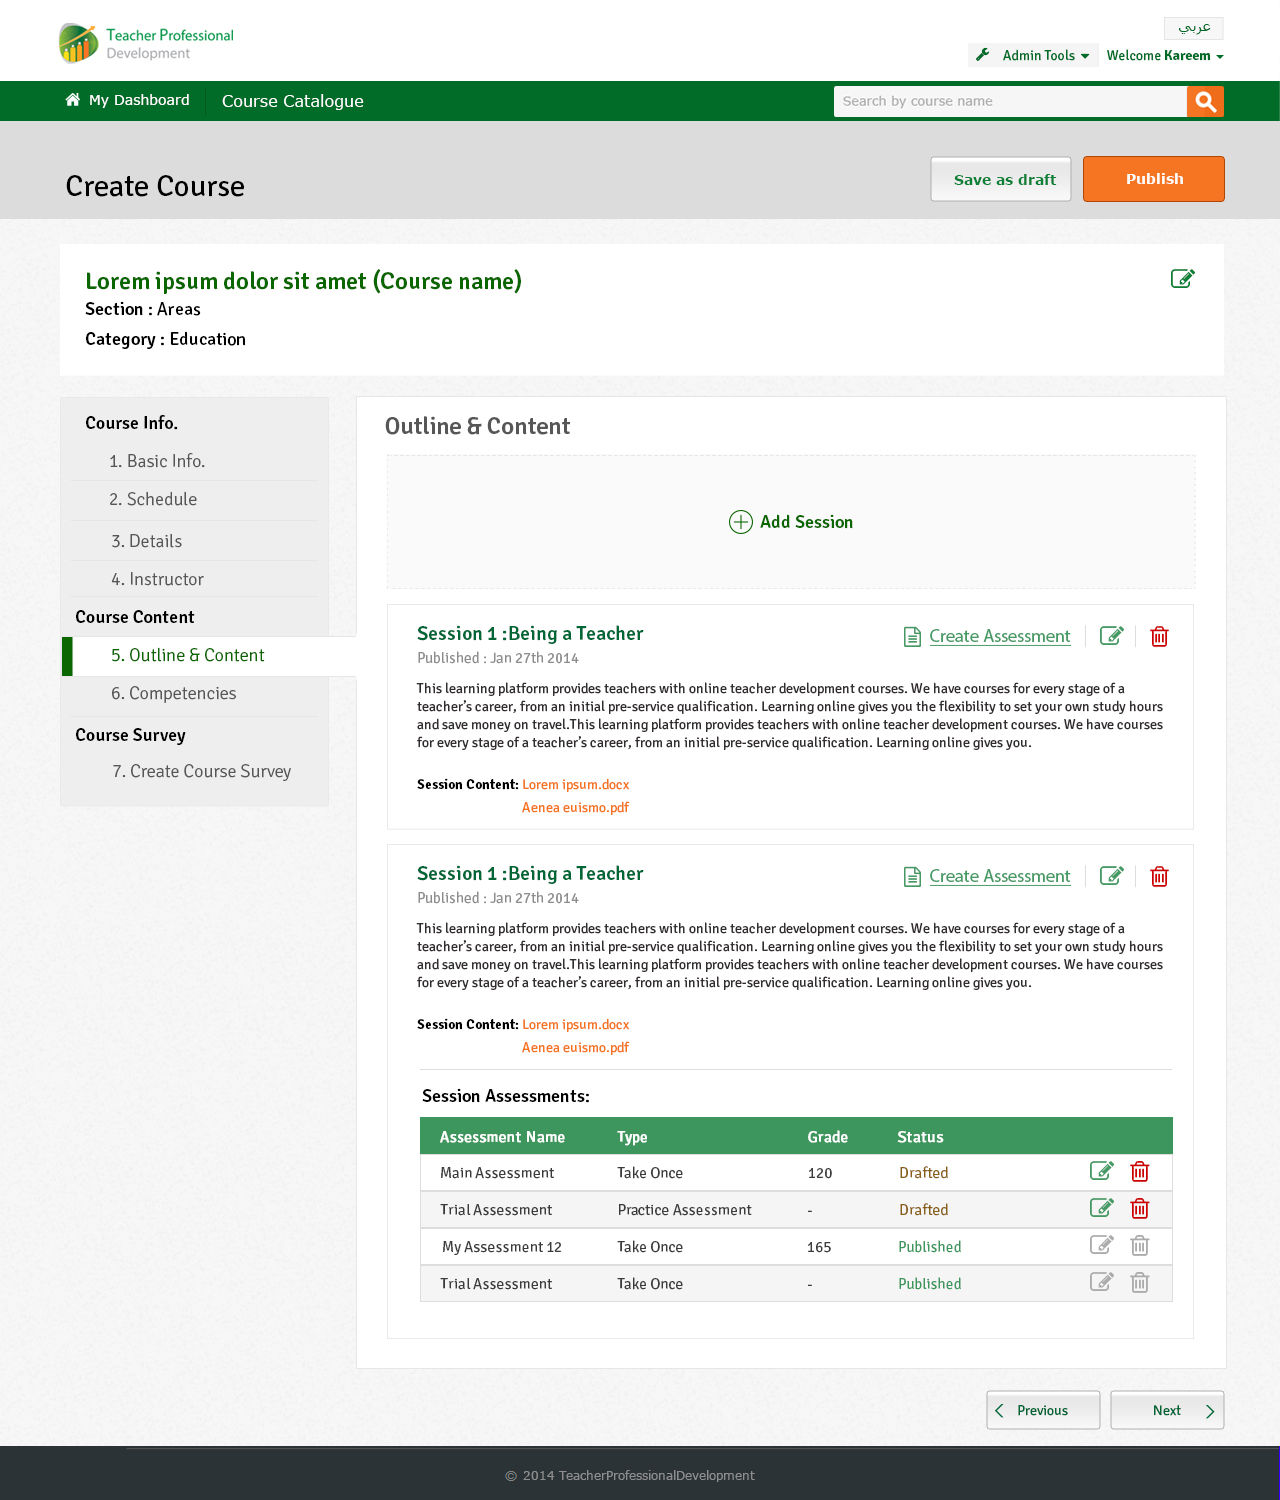 Teacher Professional
Development
عربي
Admin Tools
Welcome Kareem
My Dashboard
Course Catalogue
Search by course name
Create Course
Save as draft
Publish
Lorem ipsum dolor sit amet (Course name)
Section : Areas
Category : Education
Course Info.
1. Basic Info.
2. Schedule
3. Details
4. Instructor
Course Content
5. Outline & Content
6. Competencies
Course Survey
7. Create Course Survey
Outline & Content
Add Session
Session 1 :Being a Teacher
Create Assessment
Published : Jan 27th 2014
This learning platform provides teachers with online teacher development courses. We have courses for every stage of a
teacher’s career, from an initial pre-service qualification. Learning online gives you the flexibility to set your own study hours
and save money on travel.This learning platform provides teachers with online teacher development courses. We have courses
for every stage of a teacher’s career, from an initial pre-service qualification. Learning online gives you.
Session Content: Lorem ipsum.docx
Aenea euismo.pdf
Session 1 :Being a Teacher
Create Assessment
Published : Jan 27th 2014
This learning platform provides teachers with online teacher development courses. We have courses for every stage of a
teacher’s career, from an initial pre-service qualification. Learning online gives you the flexibility to set your own study hours
and save money on travel.This learning platform provides teachers with online teacher development courses. We have courses
for every stage of a teacher’s career, from an initial pre-service qualification. Learning online gives you.
Session Content: Lorem ipsum.docx
Aenea euismo.pdf
Session Assessments:
Assessment Name Type Grade Status
Main Assessment Take Once 120 Drafted
Trial Assessment Practice Assessment - Drafted
My Assessment 12 Take Once 165 Published
Trial Assessment Take Once - Published
Previous
Next
© 2014 TeacherProfessionalDevelopment